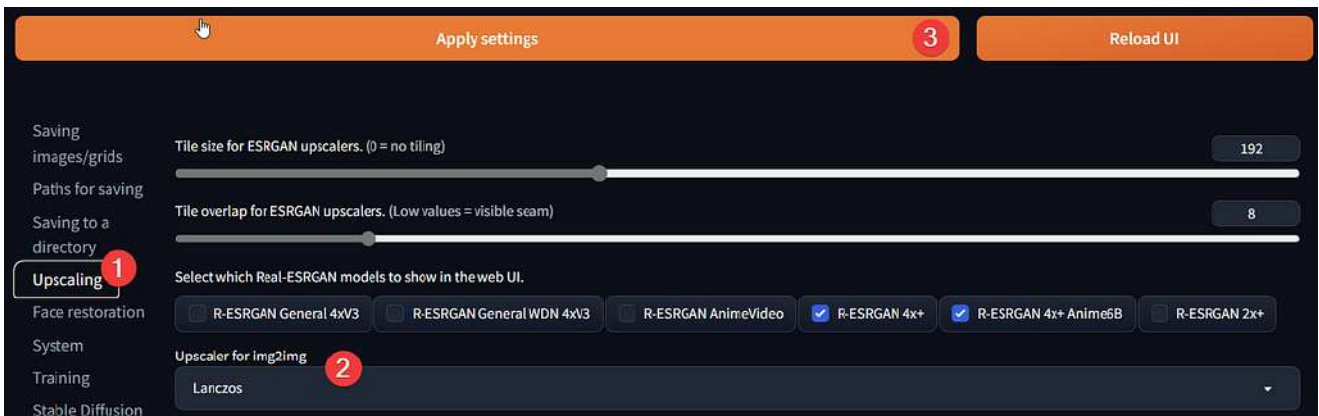 Apply settings
3
Reload UI
Saving
images/grids
Paths for saving
Saving to a
directory
Upscaling
1
Face restoration
System
Training
Stable Diffusion
Tile size for ESRGAN upscalers. (0 = no tiling)
192
Tile overlap for ESRGAN upscalers. (Low values = visible seam)
8
Select which Real-ESRGAN models to show in the web UI.
R-ESRGAN General 4xV3
R-ESRGAN General WDN 4xV3
R-ESRGAN AnimeVideo
R-ESRGAN 4x+
R-ESRGAN 4x+ Anime6B
R-ESRGAN 2x+
Upscaler for img2img
2
Lanczos